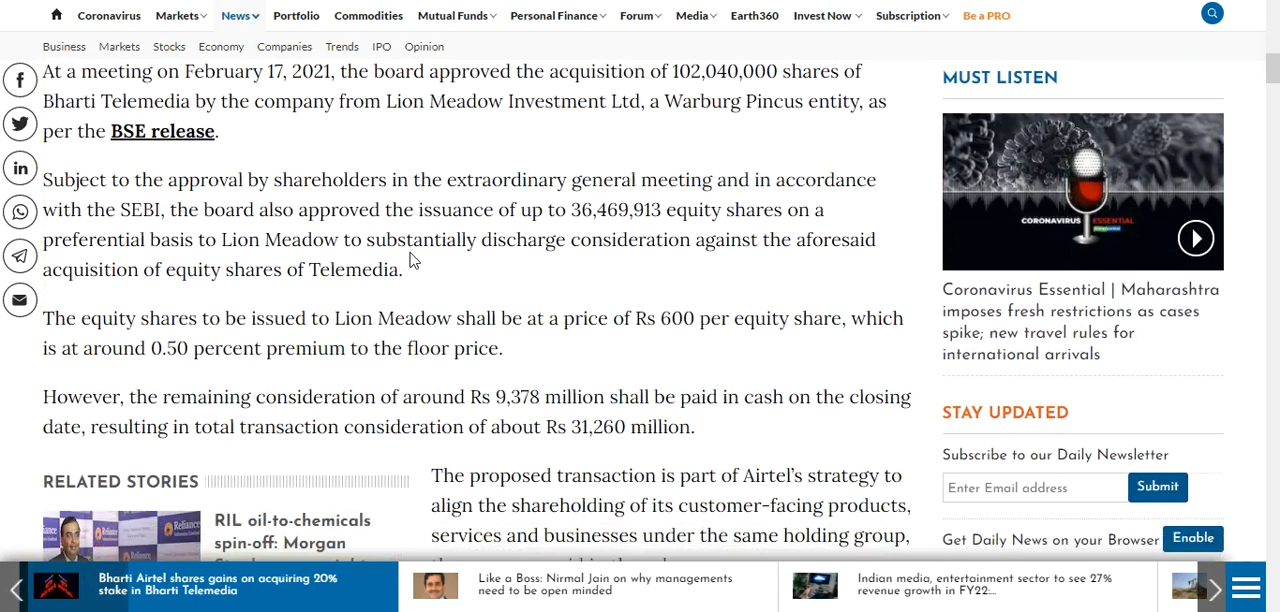 Coronavirus Markets News Portfolio Commodities Mutual Funds Personal Finance Forum Media Earth360 Invest Now Subscription Be a PRO
Business Markets Stocks Economy Companies Trends IPO Opinion
At a meeting on February 17, 2021, the board approved the acquisition of 102,040,000 shares of
Bharti Telemedia by the company from Lion Meadow Investment Ltd, a Warburg Pincus entity, as
per the BSE release.
Subject to the approval by shareholders in the extraordinary general meeting and in accordance
with the SEBI, the board also approved the issuance of up to 36,469,913 equity shares on a
preferential basis to Lion Meadow to substantially discharge consideration against the aforesaid
acquisition of equity shares of Telemedia.
The equity shares to be issued to Lion Meadow shall be at a price of Rs 600 per equity share, which
is at around 0.50 percent premium to the floor price.
However, the remaining consideration of around Rs 9,378 million shall be paid in cash on the closing
date, resulting in total transaction consideration of about Rs 31,260 million.
RELATED STORIES
Reliance
RIL oil-to-chemicals
spin-off: Morgan
The proposed transaction is part of Airtel's strategy to
align the shareholding of its customer-facing products,
services and businesses under the same holding group,
MUST LISTEN
CORONAVIRUS ESSENTIAL
Coronavirus Essential | Maharashtra
imposes fresh restrictions as cases
spike; new travel rules for
international arrivals
STAY UPDATED
Subscribe to our Daily Newsletter
Enter Email address Submit
Get Daily News on your Browser Enable
Bharti Airtel shares gains on acquiring 20%
stake in Bharti Telemedia
Like a Boss: Nirmal Jain on why managements
need to be open minded
Indian media, entertainment sector to see 27%
revenue growth in FY22:...